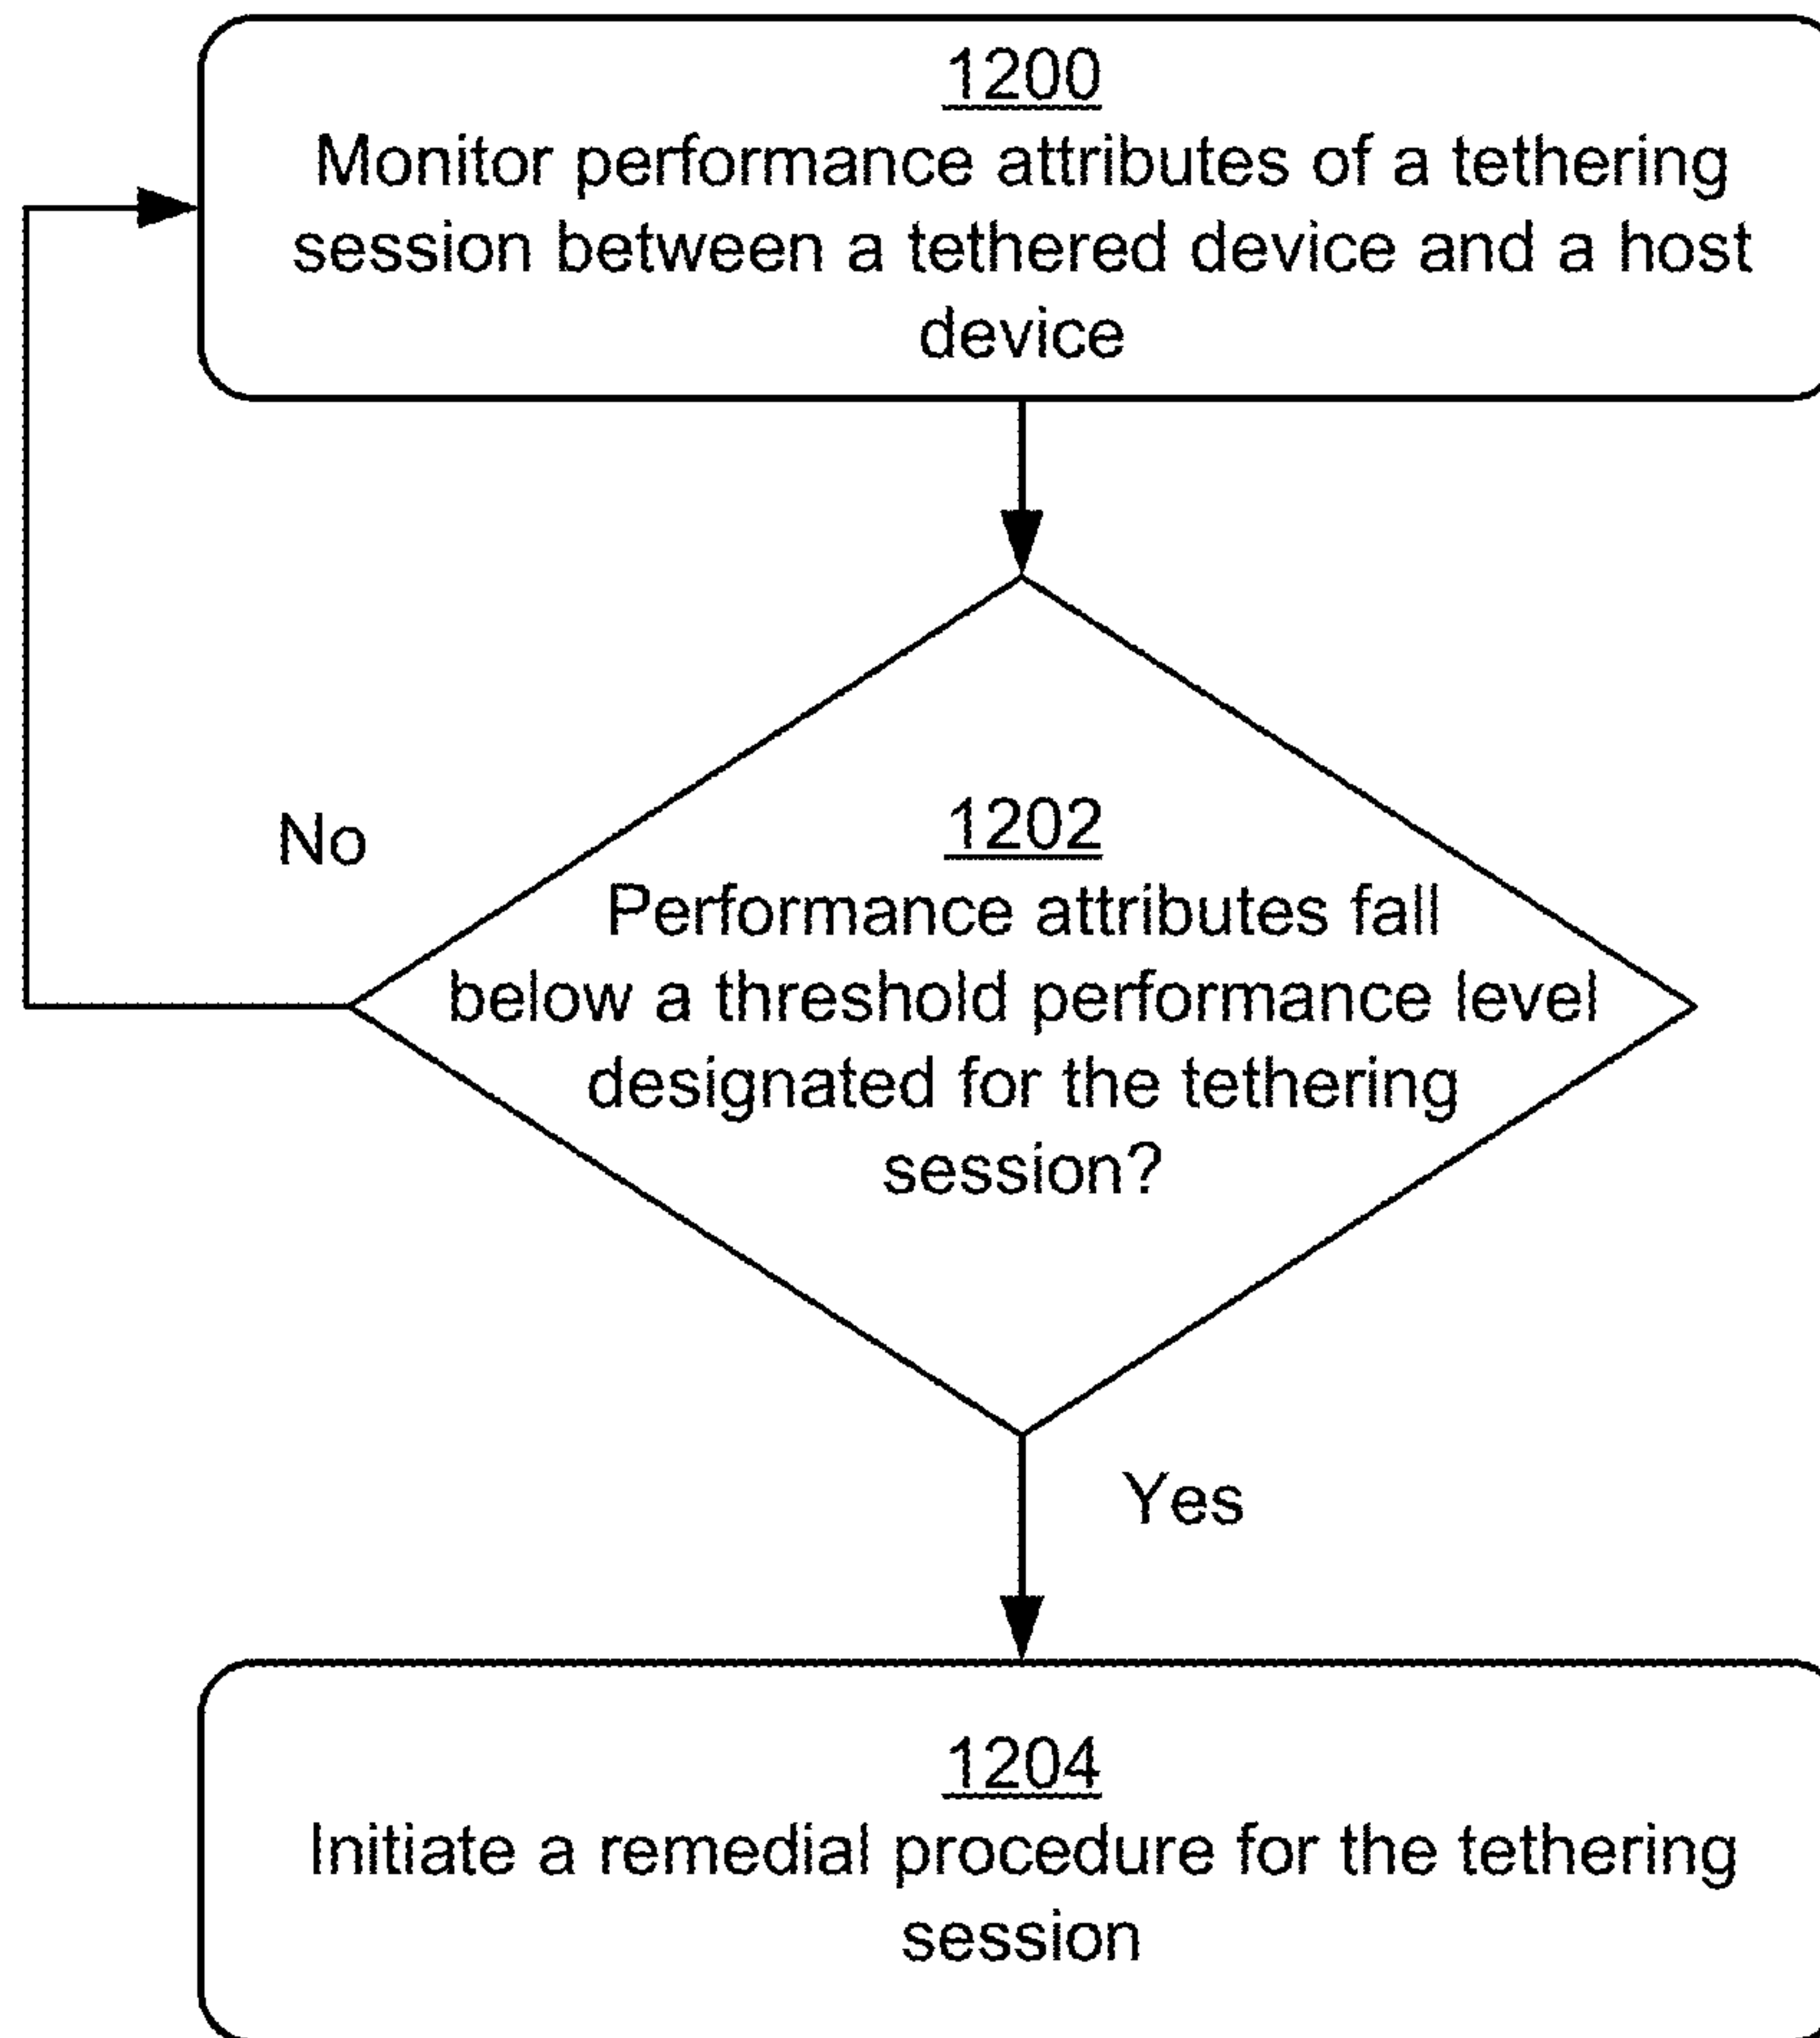 1200
Monitor performance attributes of a tethering
session between a tethered device and a host
device
No
1202
Performance attributes fall
below a threshold performance level
designated for the tethering
session?
Yes
1204
Initiate a remedial procedure for the tethering
session